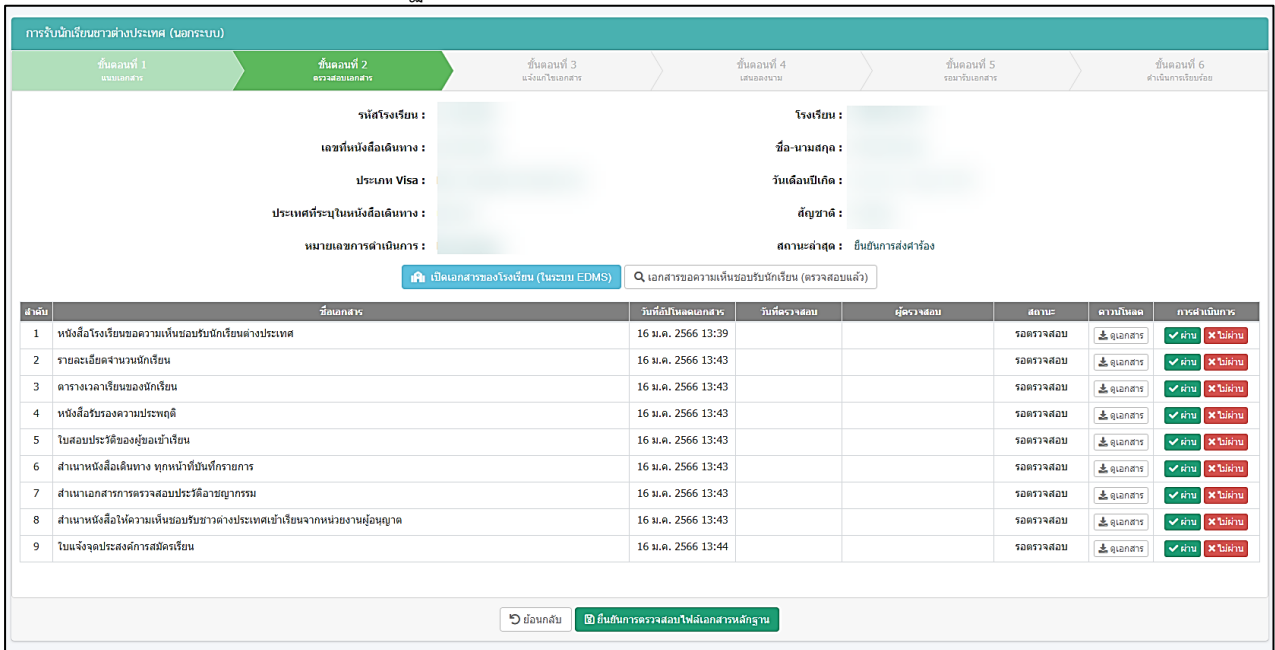 การรับนักเรียนชาวต่างประเทศ (นอกระบบ)
ขั้นตอนที่ 1 ขั้นตอนที่ 2 ขั้นตอนที่ 3 ขั้นตอนที่ 4 ขั้นตอนที่ 5 ขั้นตอนที่ 6
แนบเอกสาร ตรวจสอบเอกสาร แจ้งแก้ไขเอกสาร เสนอลงนาม รอมารับเอกสาร ดำเนินการเรียบร้อย
รหัสโรงเรียน : โรงเรียน :
เลขที่หนังสือเดินทาง : ชื่อ-นามสกุล :
ประเภท Visa : วันเดือนปีเกิด :
ประเทศที่ระบุในหนังสือเดินทาง : สัญชาติ :
หมายเลขการดำเนินการ : สถานะล่าสุด : ยืนยันการส่งคำร้อง
เปิดเอกสารของโรงเรียน (ในระบบ EDMS) เอกสารขอความเห็นชอบรับนักเรียน (ตรวจสอบแล้ว)
ลำดับ ชื่อเอกสาร วันที่อัปโหลดเอกสาร วันที่ตรวจสอบ ผู้ตรวจสอบ สถานะ ดาวน์โหลด การดำเนินการ
1 หนังสือโรงเรียนขอความเห็นชอบรับนักเรียนต่างประเทศ 16 ม.ค. 2566 13:39 รอตรวจสอบ ดูเอกสาร ผ่าน ไม่ผ่าน
2 รายละเอียดจำนวนนักเรียน 16 ม.ค. 2566 13:43 รอตรวจสอบ ดูเอกสาร ผ่าน ไม่ผ่าน
3 ตารางเวลาเรียนของนักเรียน 16 ม.ค. 2566 13:43 รอตรวจสอบ ดูเอกสาร ผ่าน ไม่ผ่าน
4 หนังสือรับรองความประพฤติ 16 ม.ค. 2566 13:43 รอตรวจสอบ ดูเอกสาร ผ่าน ไม่ผ่าน
5 ใบสอบประวัติของผู้ขอเข้าเรียน 16 ม.ค. 2566 13:43 รอตรวจสอบ ดูเอกสาร ผ่าน ไม่ผ่าน
6 สำเนาหนังสือเดินทาง ทุกหน้าที่บันทึกรายการ 16 ม.ค. 2566 13:43 รอตรวจสอบ ดูเอกสาร ผ่าน ไม่ผ่าน
7 สำเนาเอกสารการตรวจสอบประวัติอาชญากรรม 16 ม.ค. 2566 13:43 รอตรวจสอบ ดูเอกสาร ผ่าน ไม่ผ่าน
8 สำเนาหนังสือให้ความเห็นชอบรับชาวต่างประเทศเข้าเรียนจากหน่วยงานผู้อนุญาต 16 ม.ค. 2566 13:43 รอตรวจสอบ ดูเอกสาร ผ่าน ไม่ผ่าน
9 ใบแจ้งจุดประสงค์การสมัครเรียน 16 ม.ค. 2566 13:44 รอตรวจสอบ ดูเอกสาร ผ่าน ไม่ผ่าน
ย้อนกลับ ยืนยันการตรวจสอบไฟล์เอกสารหลักฐาน